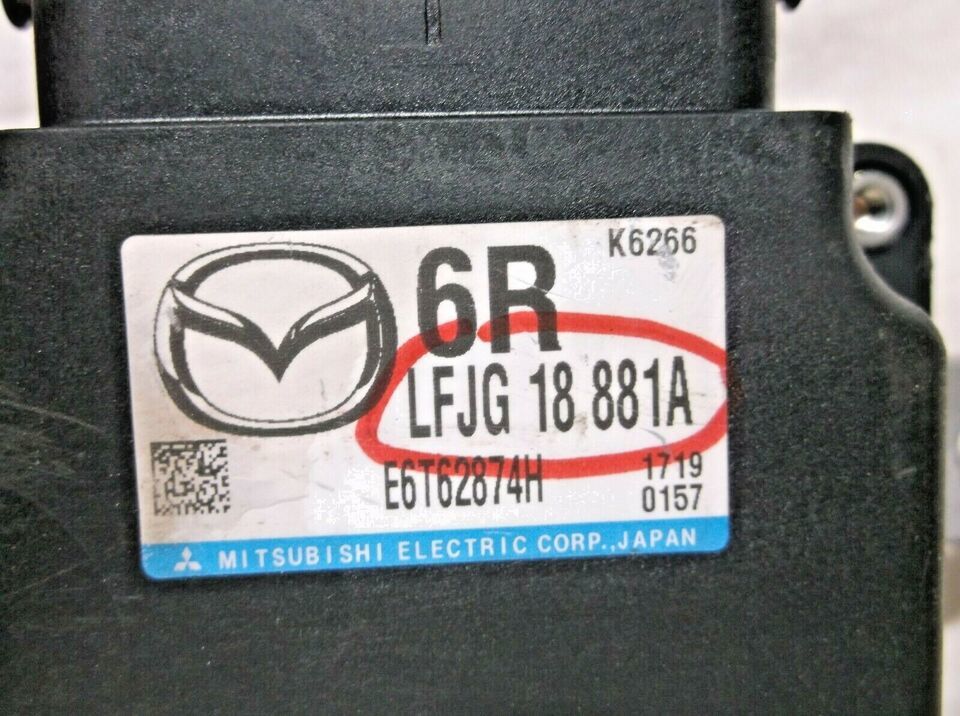 6R
K6266
LFJG 18 881A
E6T62874H
1719
0157
MITSUBISHI ELECTRIC CORP.,JAPAN